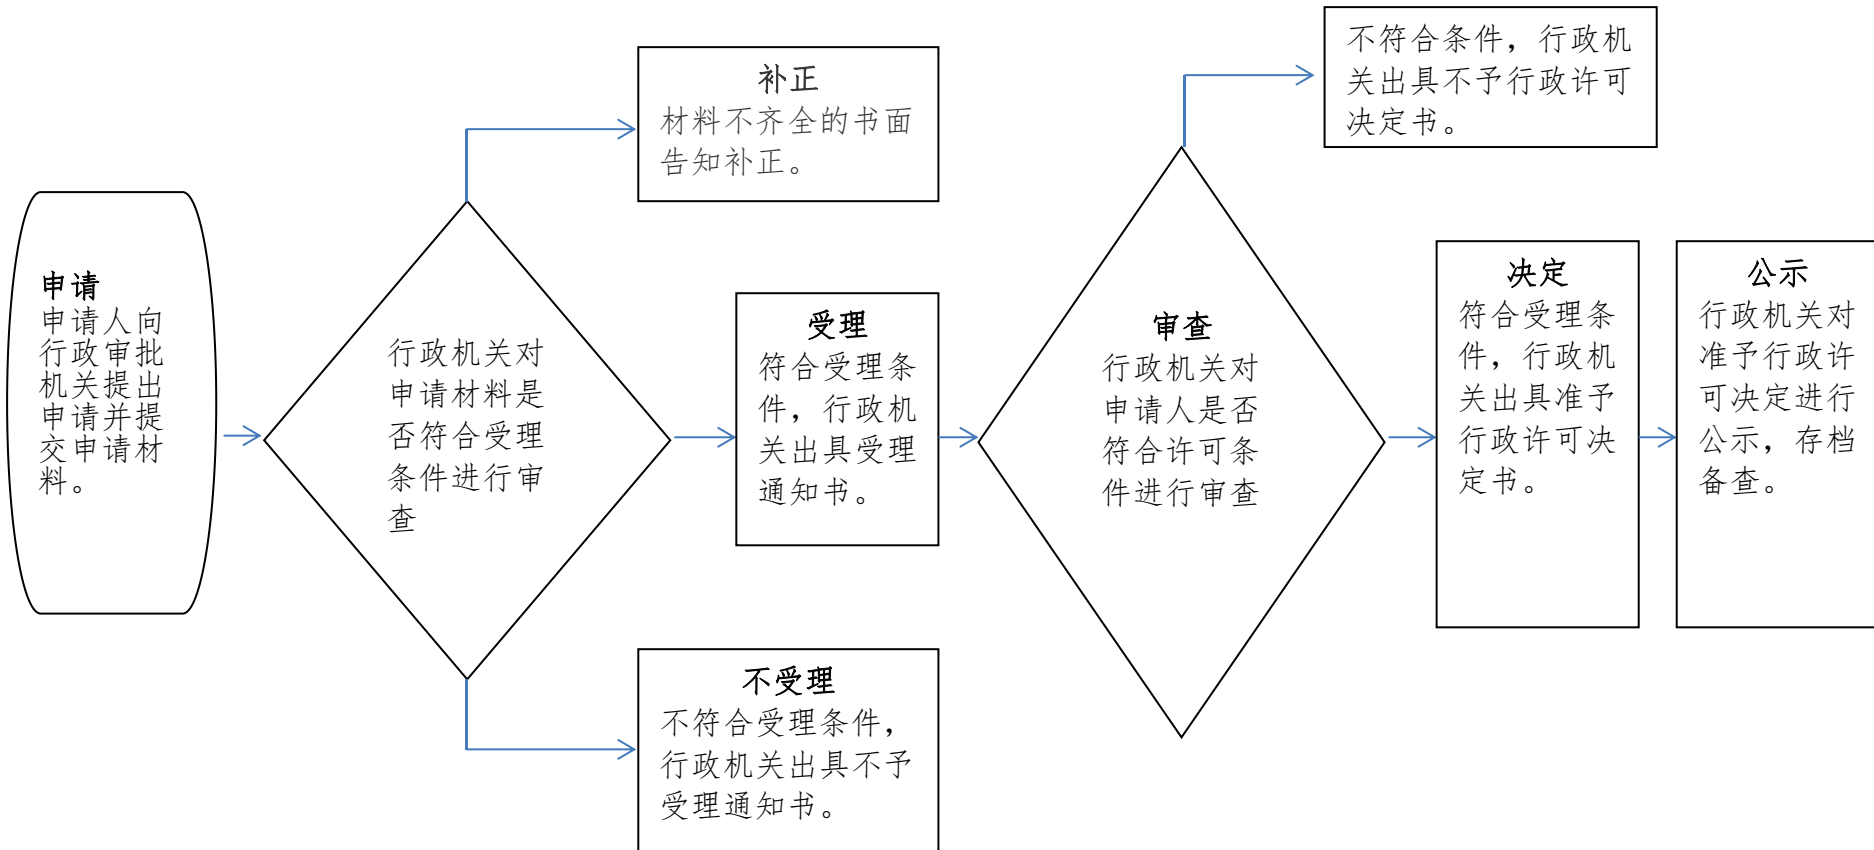 申请
申请人向
行政审批
机关提出
申请并提
交申请材
料。
行政机关对
申请材料是
否符合受理
条件进行审
查
补正
材料不齐全的书面
告知补正。
受理
符合受理条
件，行政机
关出具受理
通知书。
不受理
不符合受理条件，
行政机关出具不予
受理通知书。
审查
行政机关对
申请人是否
符合许可条
件进行审查
不符合条件，行政机
关出具不予行政许可
决定书。
决定
符合受理条
件，行政机
关出具准予
行政许可决
定书。
公示
行政机关对
准予行政许
可决定进行
公示，存档
备查。